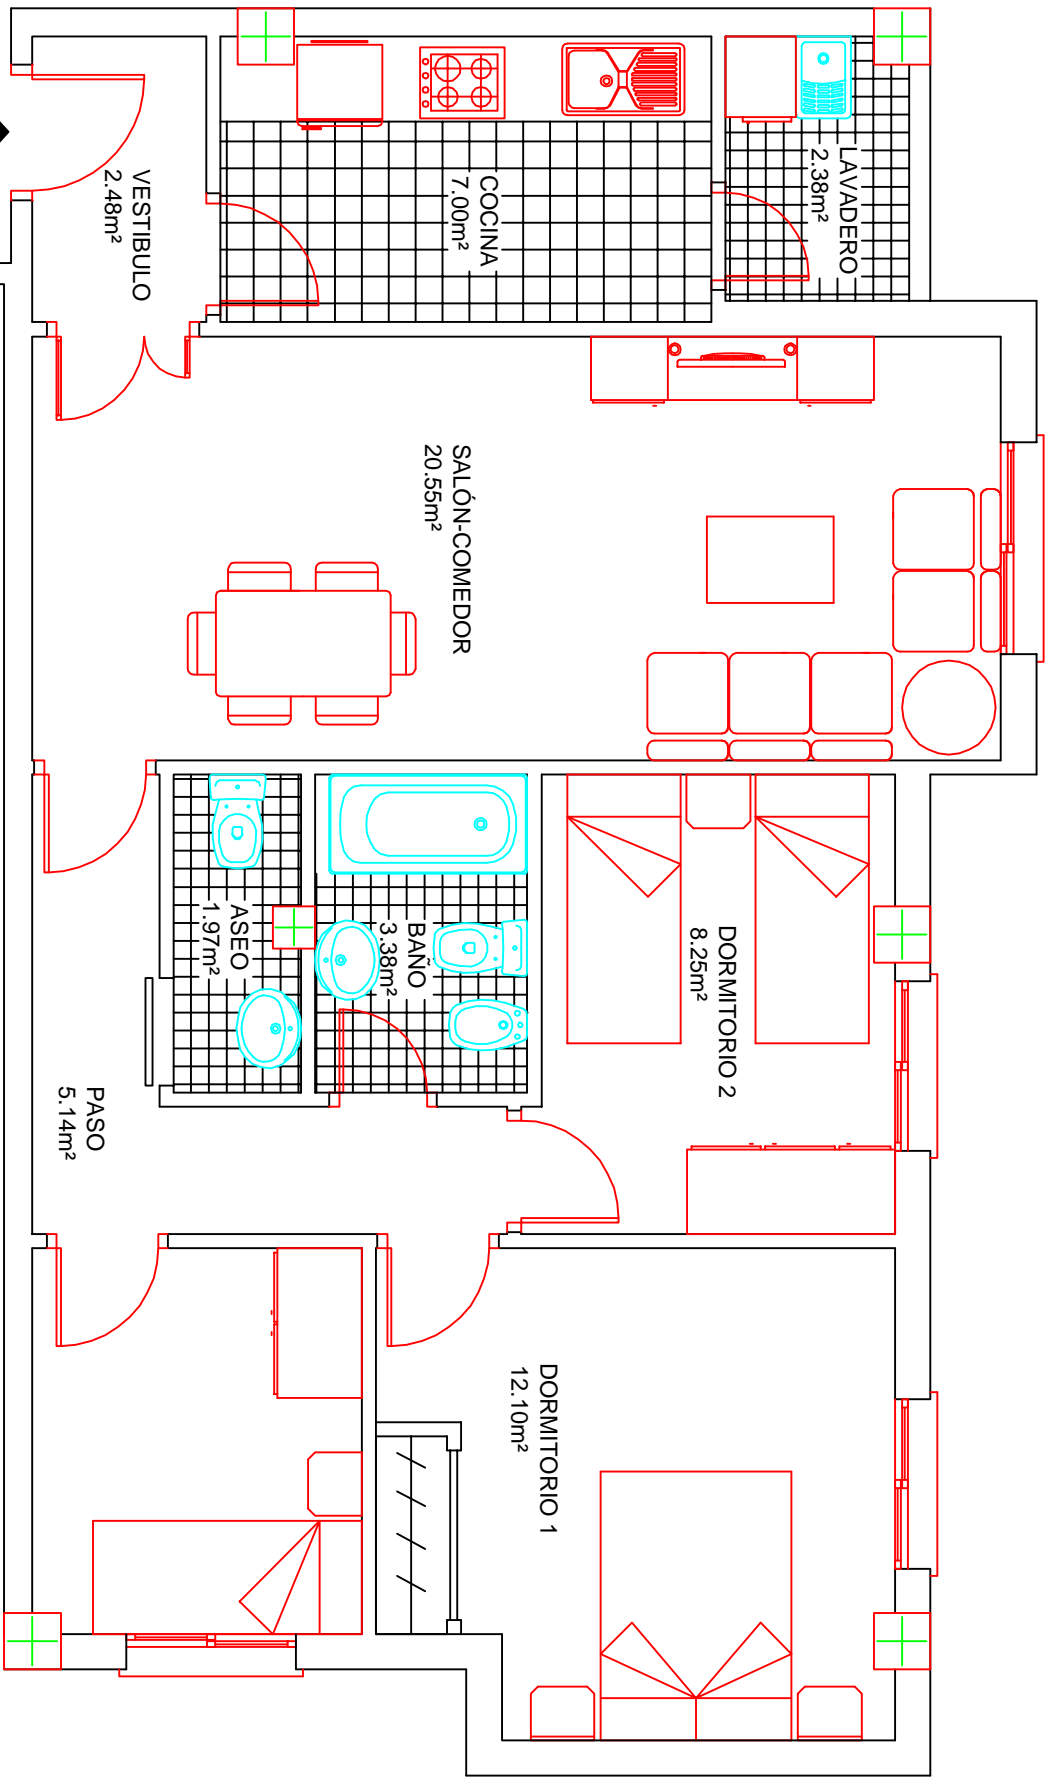 LAVADERO
2.38m²
COCINA
7.00m²
VESTIBULO
2.48m²
SALÓN-COMEDOR
20.55m²
DORMITORIO 2
8.25m²
BAÑO
3.38m²
ASEO
1.97m²
PASO
5.14m²
DORMITORIO 1
12.10m²